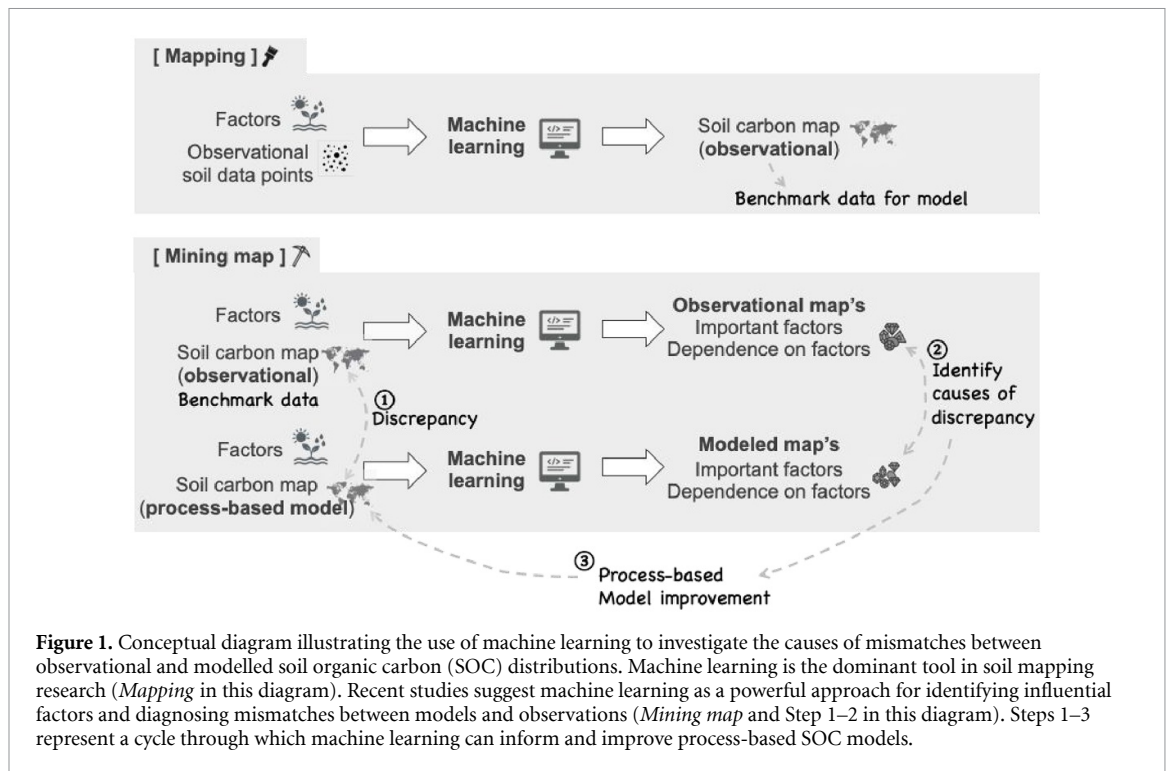 [ Mapping ]
Factors
Observational
soil data points
Machine
learning
Soil carbon map
(observational)
Benchmark data for model
[ Mining map ]
Factors
Soil carbon map
(observational)
Benchmark data
Machine
learning
Observational map's
Important factors
Dependence on factors
①
Discrepancy
②
Identify
causes of
discrepancy
Factors
Soil carbon map
(process-based model)
Machine
learning
Modeled map's
Important factors
Dependence on factors
③
Process-based
Model improvement
Figure 1. Conceptual diagram illustrating the use of machine learning to investigate the causes of mismatches between
observational and modelled soil organic carbon (SOC) distributions. Machine learning is the dominant tool in soil mapping
research (Mapping in this diagram). Recent studies suggest machine learning as a powerful approach for identifying influential
factors and diagnosing mismatches between models and observations (Mining map and Step 1–2 in this diagram). Steps 1–3
represent a cycle through which machine learning can inform and improve process-based SOC models.